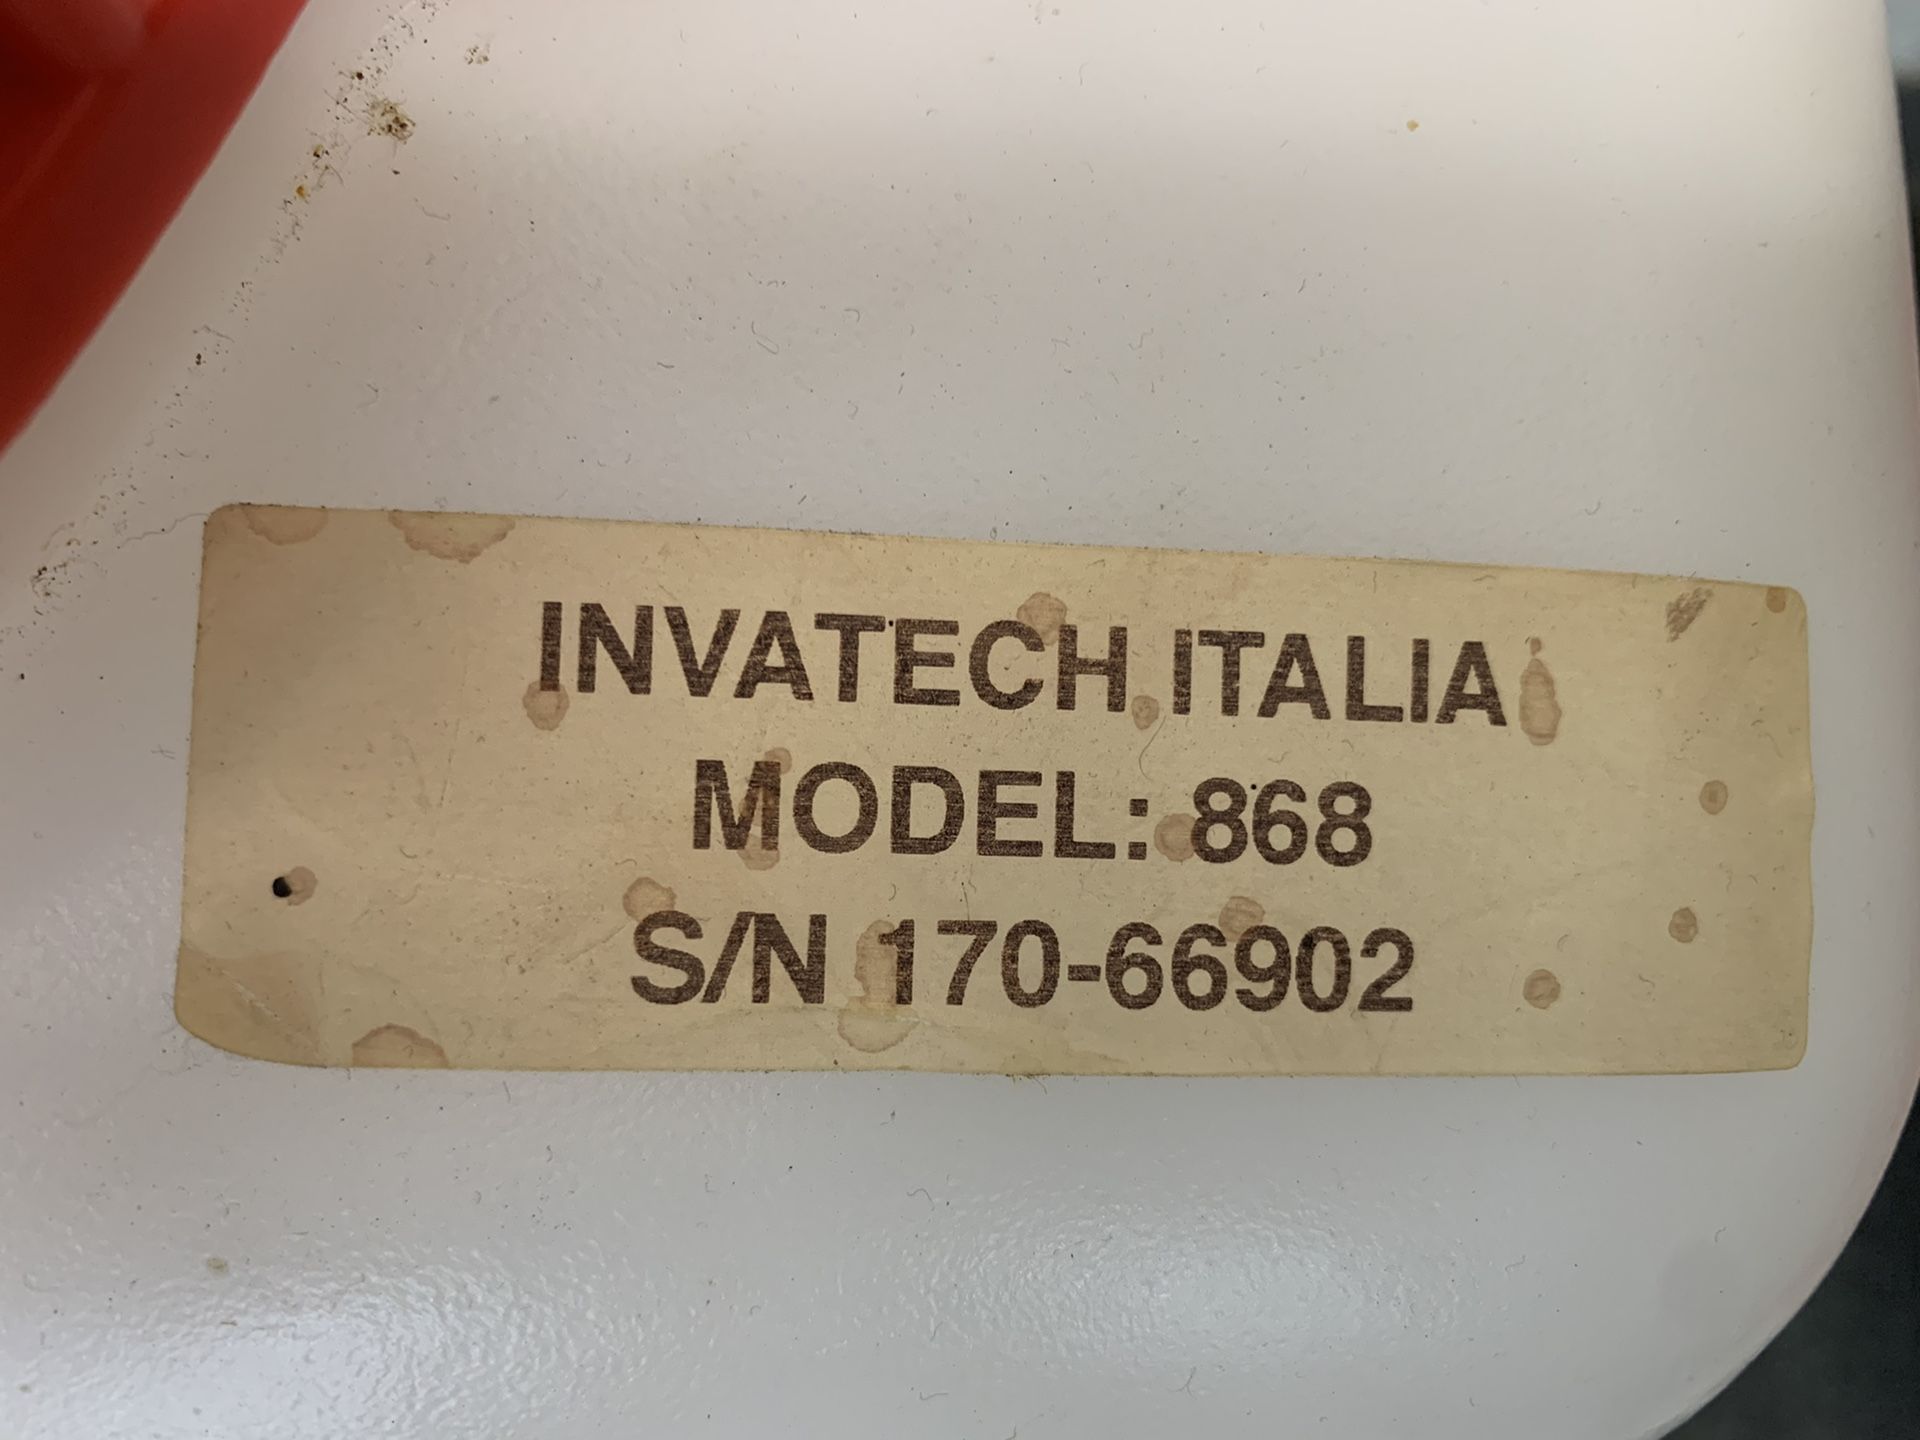 INVATECH ITALIA
MODEL: 868
S/N 170-66902